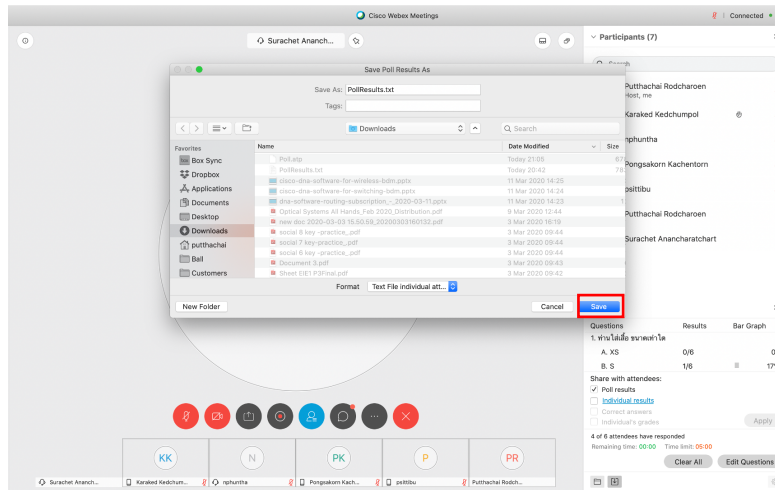 Cisco Webex Meetings
Connected
Surachet Ananch...
Participants (7)
Search
Save Poll Results As
Save As: PollResults.txt
Tags:
Downloads
Search
Favorites
Box Sync
Dropbox
Applications
Documents
Desktop
Downloads
putthachai
Ball
Customers
Name Date Modified Size
Poll.atp Today 21:05
PollResults.txt Today 20:42
cisco-dna-software-for-wireless-bdm.pptx 11 Mar 2020 14:25
cisco-dna-software-for-switching-bdm.pptx 11 Mar 2020 14:24
dna-software-routing-subscription_-_2020-03-11.pptx 11 Mar 2020 14:23
Optical Systems All Hands_Feb 2020_Distribution.pdf 9 Mar 2020 12:44
new doc 2020-03-03 15.50.59_20200303160132.pdf 3 Mar 2020 16:19
social 8 key -practice_.pdf 3 Mar 2020 09:44
social 7 key-practice_.pdf 3 Mar 2020 09:44
social 6 key -practice_.pdf 3 Mar 2020 09:44
Document 3.pdf 3 Mar 2020 09:43
Sheet EIE1 P3Final.pdf 3 Mar 2020 09:42
Format Text File individual att...
New Folder Cancel Save
Putthachai Rodcharoen
Host, me
Karaked Kedchumpol
nphuntha
Pongsakorn Kachentorn
psittibu
Putthachai Rodcharoen
Surachet Anancharatchart
Questions Results Bar Graph
1. ท่านใส่เสื้อ ขนาดเท่าใด
A. XS 0/6
B. S 1/6
Share with attendees:
Poll results
Individual results
Correct answers
Individual's grades
Apply
4 of 6 attendees have responded
Remaining time: 00:00 Time limit: 05:00
Clear All Edit Questions
KK N PK P PR
Surachet Ananch... Karaked Kedchum... nphuntha Pongsakorn Kach... psittibu Putthachai Rodch...